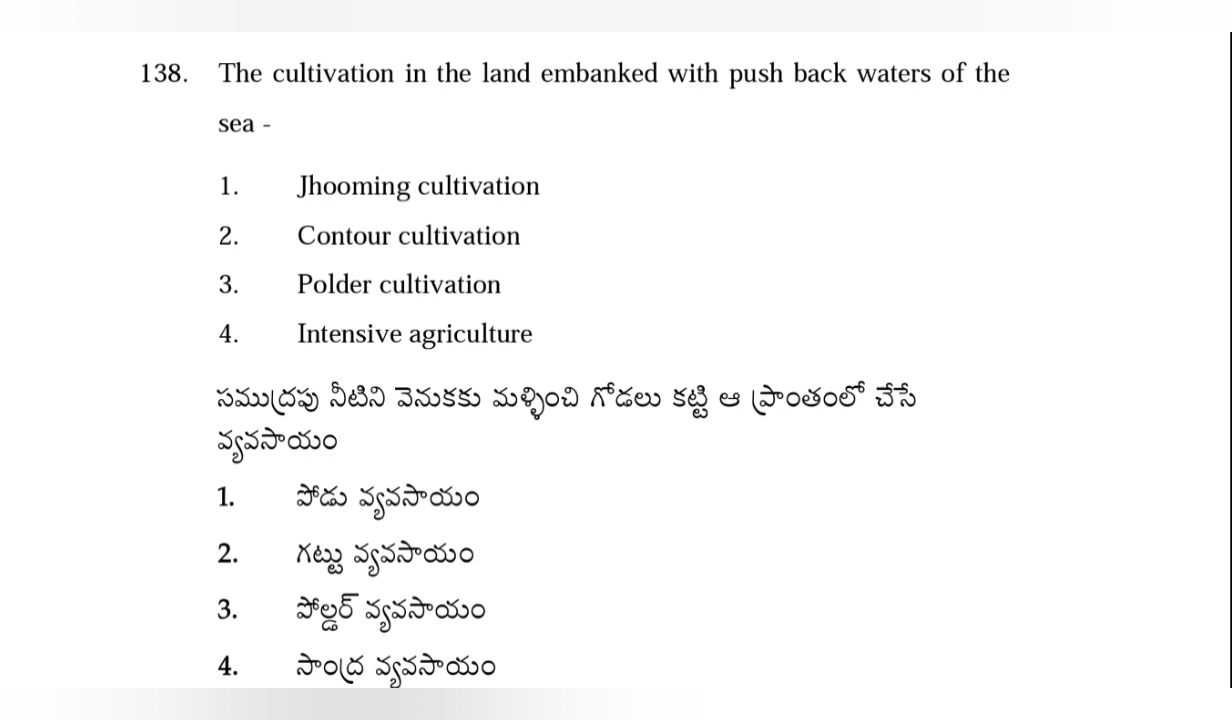 138. The cultivation in the land embanked with push back waters of the
sea -
1. Jhooming cultivation
2. Contour cultivation
3. Polder cultivation
4. Intensive agriculture
సముద్రపు నీటిని వెనుకకు మళ్ళించి గోడలు కట్టి ఆ ప్రాంతంలో చేసే
వ్యవసాయం
1. పోడు వ్యవసాయం
2. గట్టు వ్యవసాయం
3. పోల్డర్ వ్యవసాయం
4. సాంద్ర వ్యవసాయం